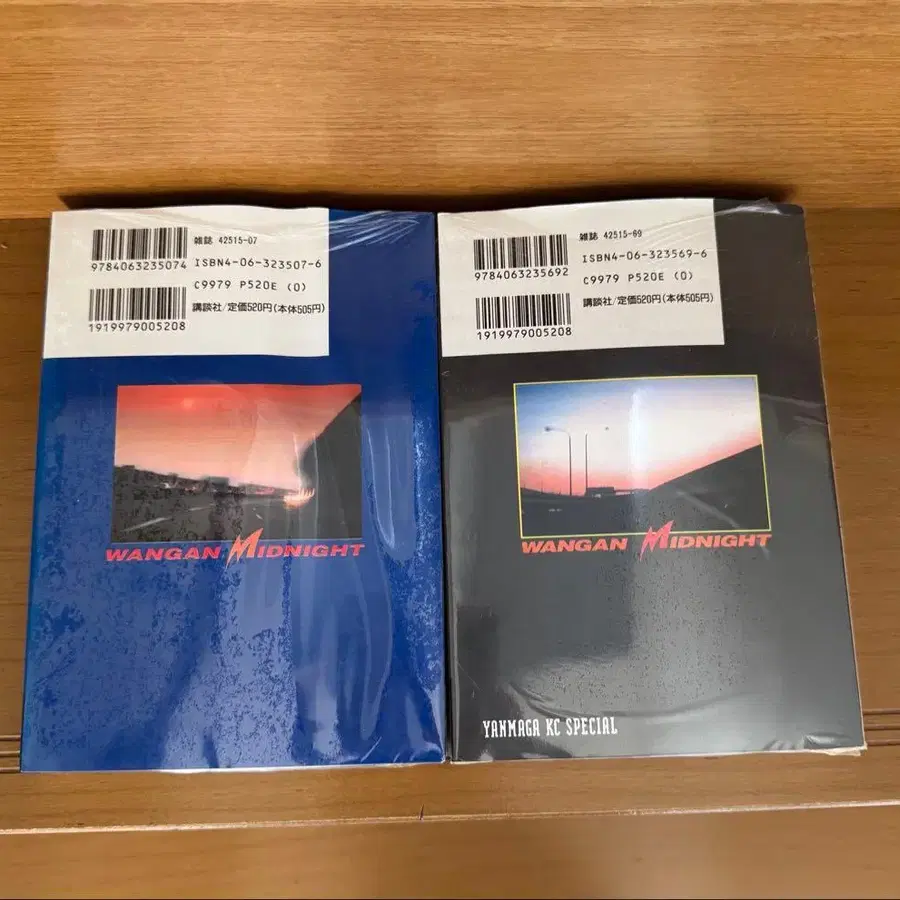 雑誌 42515-07
9784063235074
ISBN4-06-323507-6
C9979 P520E (0)
講談社/定価520円(本体505円)
1919979005208
WANGAN MIDNIGHT
雑誌 42515-69
9784063235692
ISBN4-06-323569-6
C9979 P520E (0)
講談社/定価520円(本体505円)
1919979005208
WANGAN MIDNIGHT
YANMAGA KC SPECIAL